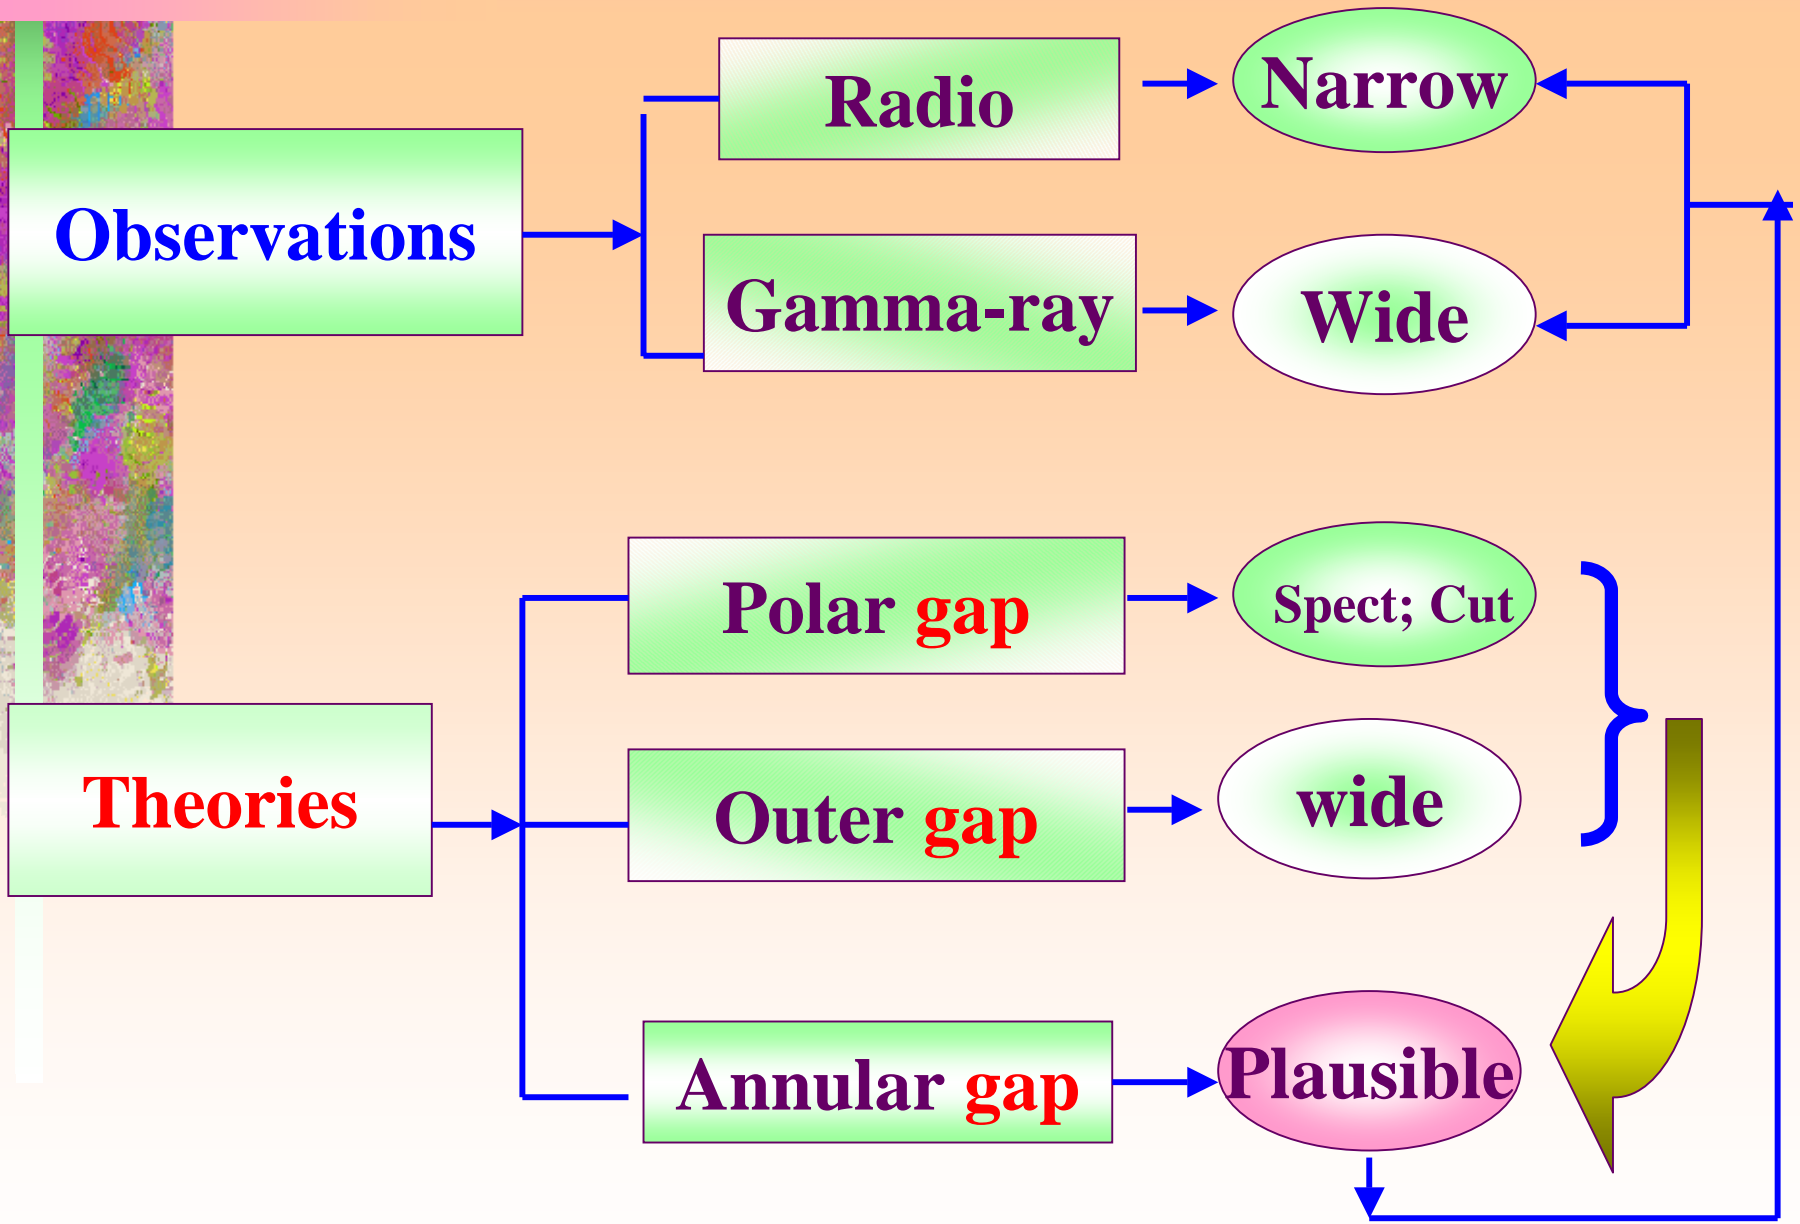 Observations
Radio
Narrow
Gamma-ray
Wide
Theories
Polar gap
Spect; Cut
Outer gap
wide
Annular gap
Plausible